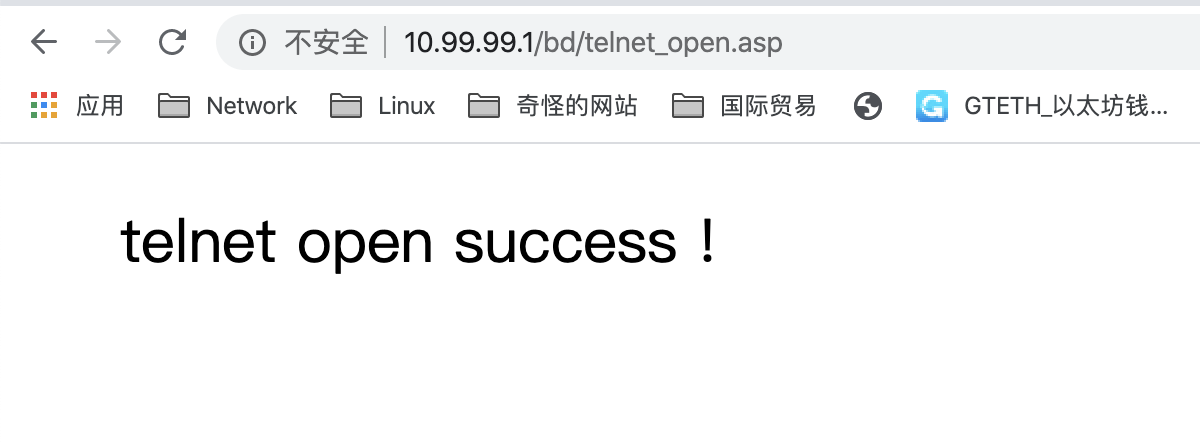 不安全 10.99.99.1/bd/telnet_open.asp
应用 Network Linux 奇怪的网站 国际贸易 GTETH_以太坊钱...
telnet open success !